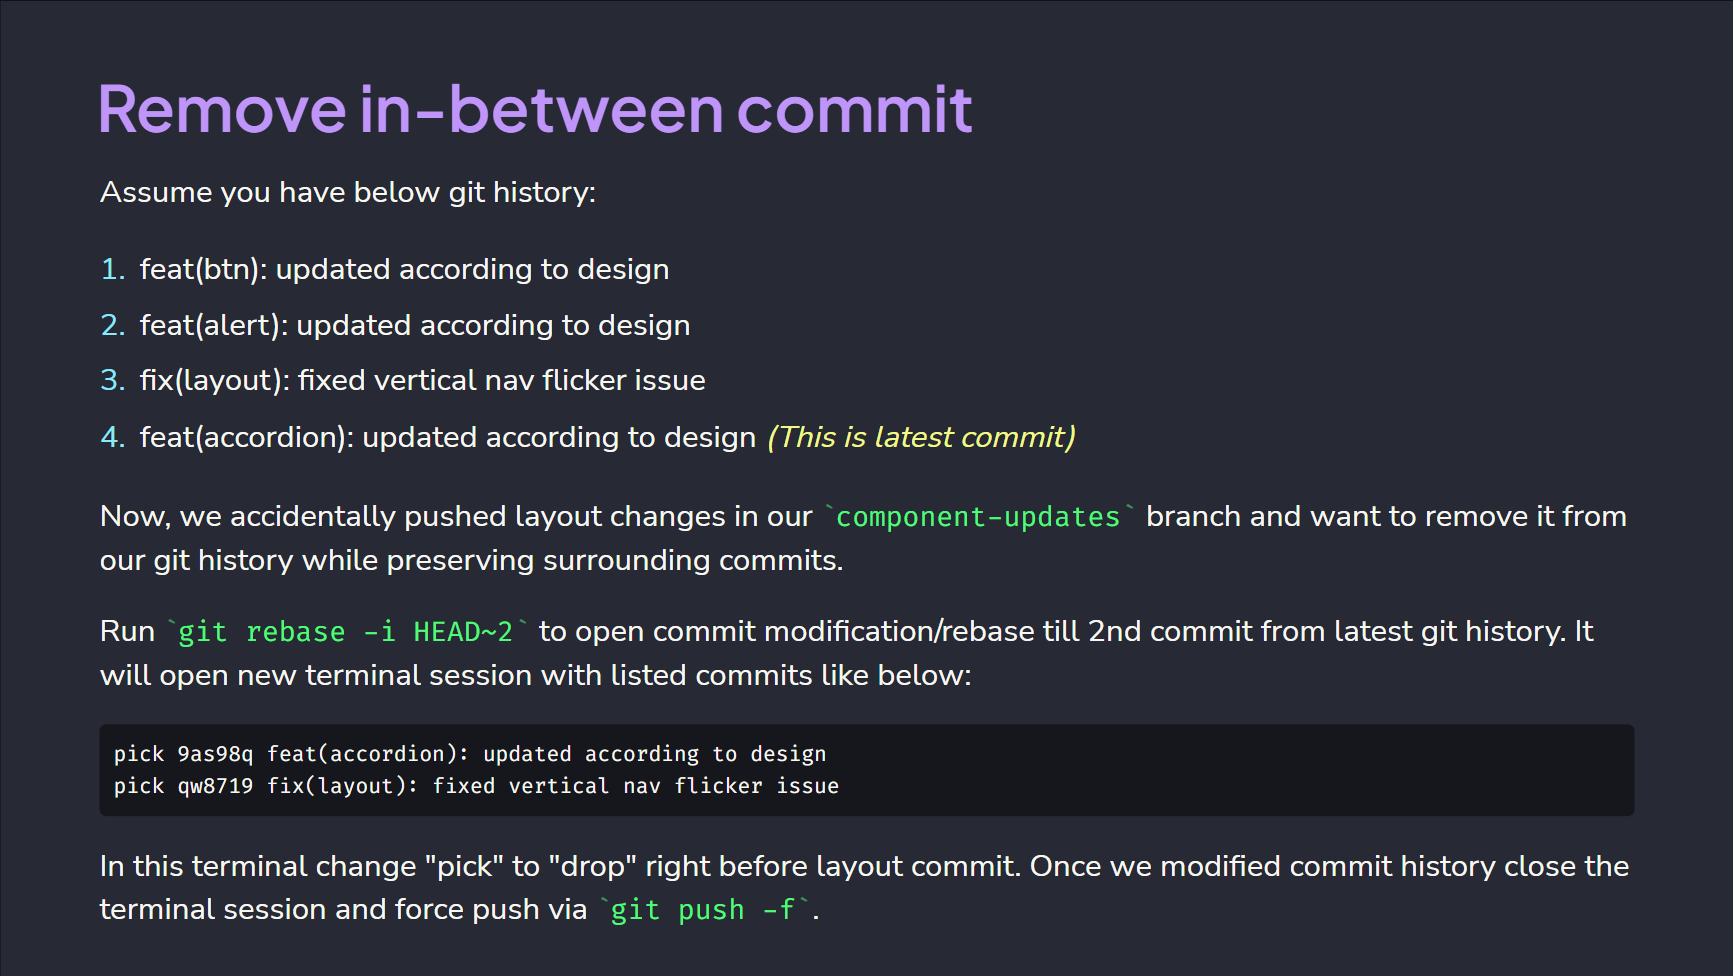 Remove in-between commit
Assume you have below git history:
1. feat(btn): updated according to design
2. feat(alert): updated according to design
3. fix(layout): fixed vertical nav flicker issue
4. feat(accordion): updated according to design (This is latest commit)
Now, we accidentally pushed layout changes in our `component-updates` branch and want to remove it from
our git history while preserving surrounding commits.
Run `git rebase -i HEAD~2` to open commit modification/rebase till 2nd commit from latest git history. It
will open new terminal session with listed commits like below:
pick 9as98q feat(accordion): updated according to design
pick qw8719 fix(layout): fixed vertical nav flicker issue
In this terminal change "pick" to "drop" right before layout commit. Once we modified commit history close the
terminal session and force push via `git push -f`.